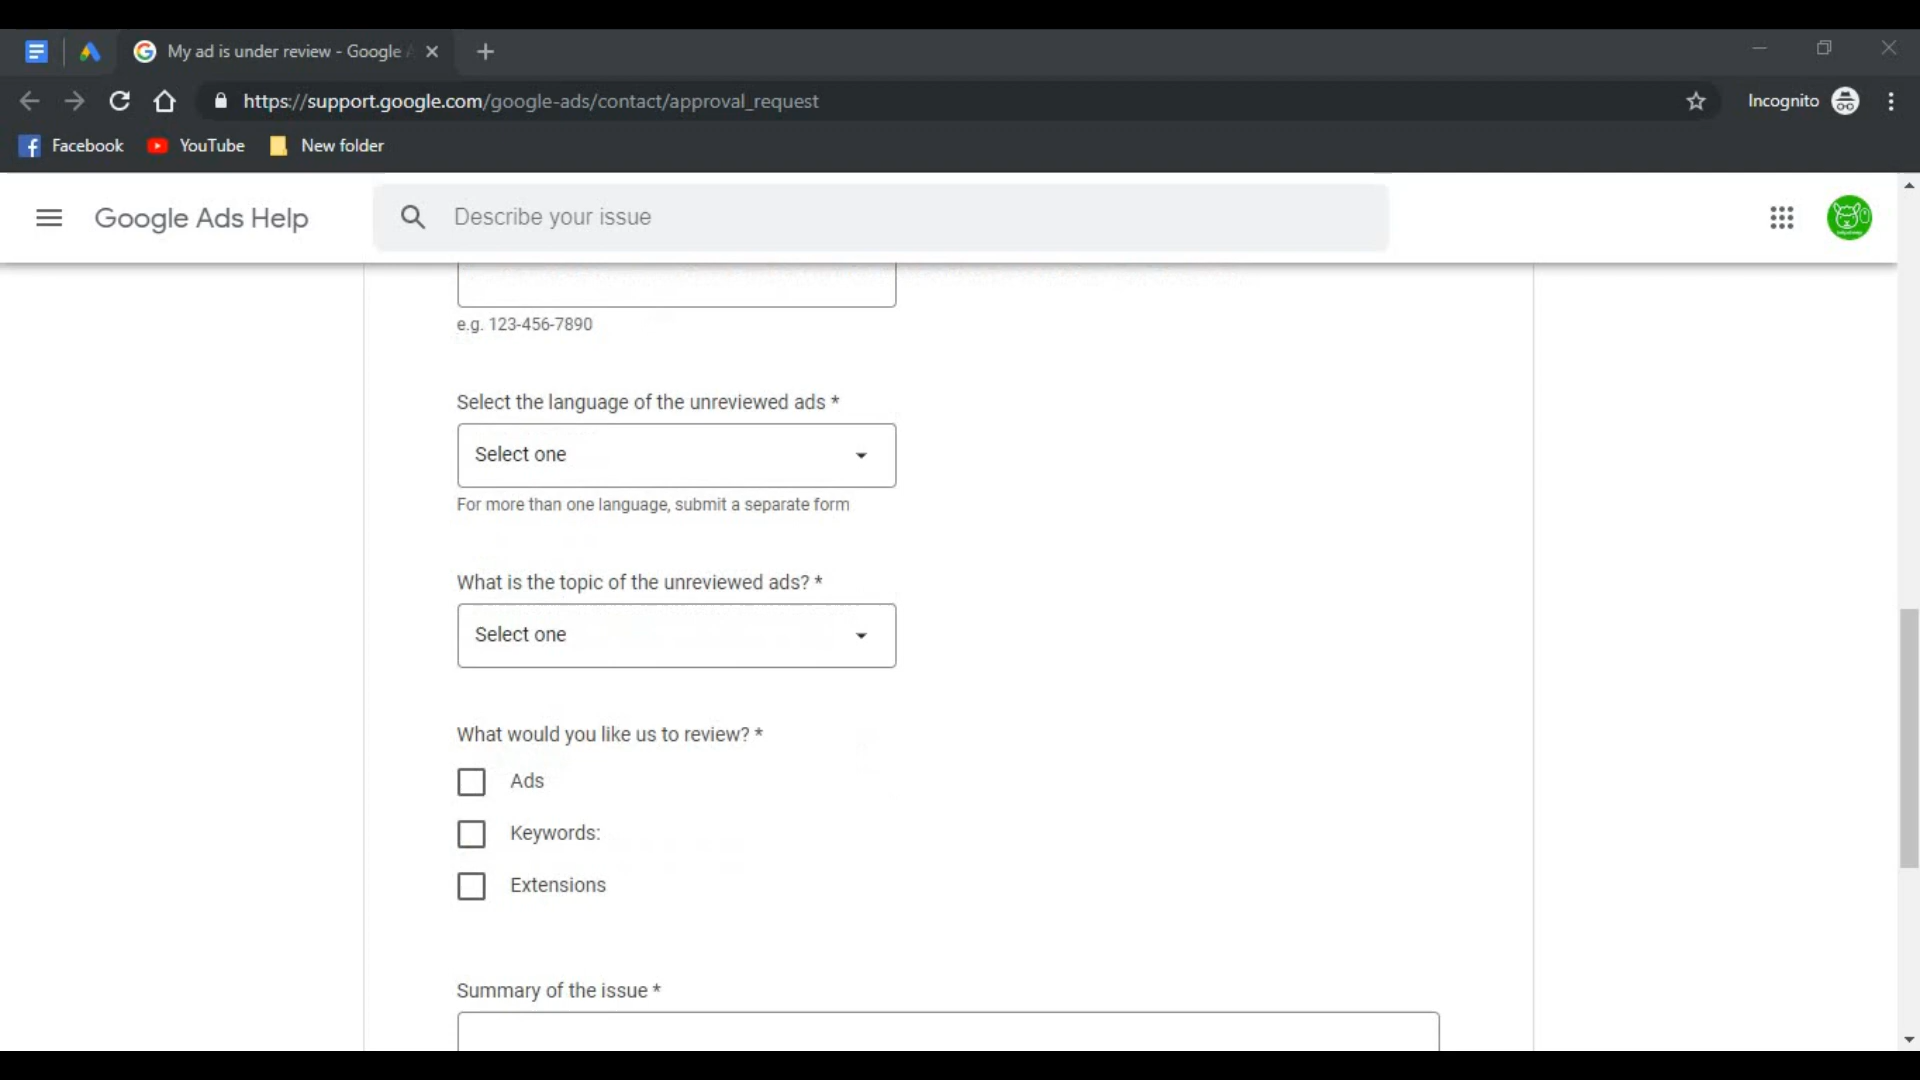 My ad is under review - Google
https://support.google.com/google-ads/contact/approval_request
Incognito
Facebook
YouTube
New folder
Google Ads Help
Describe your issue
e.g. 123-456-7890
Select the language of the unreviewed ads *
Select one
For more than one language, submit a separate form
What is the topic of the unreviewed ads? *
Select one
What would you like us to review? *
Ads
Keywords:
Extensions
Summary of the issue *